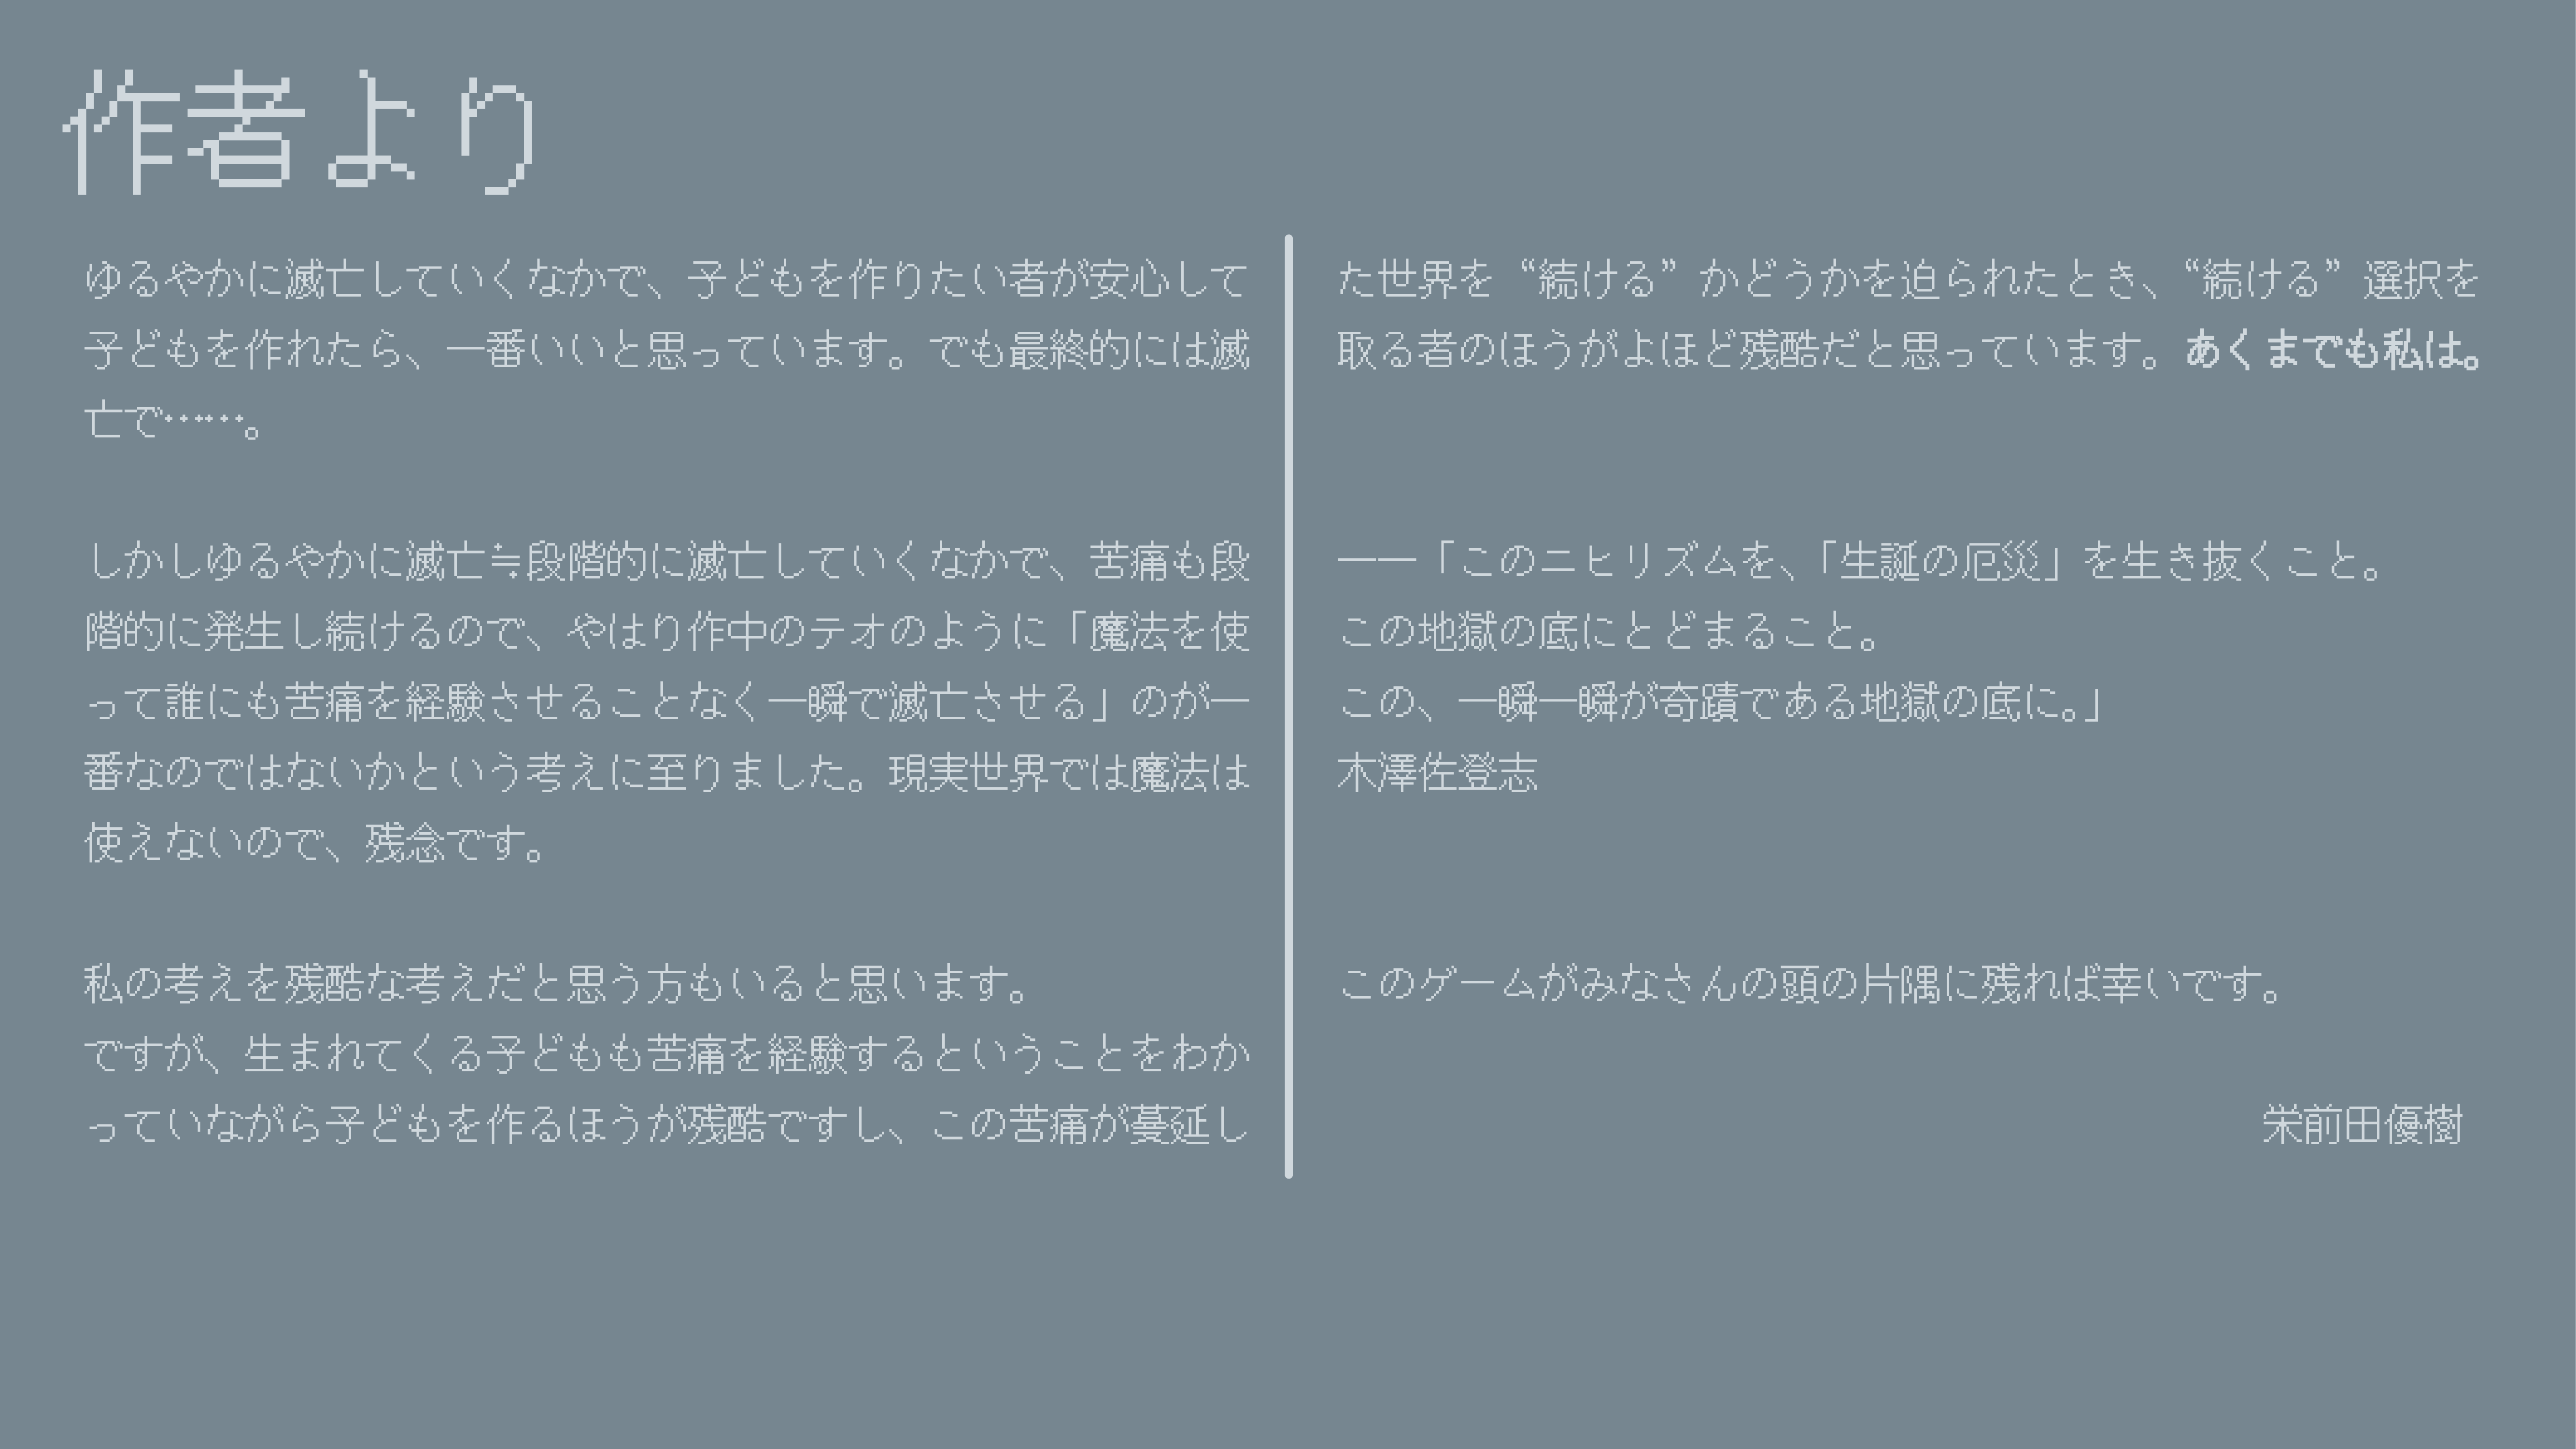 作者より
ゆるやかに滅亡していくなかで、子どもを作りたい者が安心して
子どもを作れたら、一番いいと思っています。でも最終的には滅
亡で……。
しかしゆるやかに滅亡≒段階的に滅亡していくなかで、苦痛も段
階的に発生し続けるので、やはり作中のテオのように「魔法を使
って誰にも苦痛を経験させることなく一瞬で滅亡させる」のが一
番なのではないかという考えに至りました。現実世界では魔法は
使えないので、残念です。
私の考えを残酷な考えだと思う方もいると思います。
ですが、生まれてくる子どもも苦痛を経験するということをわか
っていながら子どもを作るほうが残酷ですし、この苦痛が蔓延し
た世界を“続ける”かどうかを迫られたとき、“続ける”選択を
取る者のほうがよほど残酷だと思っています。あくまでも私は。
――「このニヒリズムを、「生誕の厄災」を生き抜くこと。
この地獄の底にとどまること。
この、一瞬一瞬が奇蹟である地獄の底に。」
木澤佐登志
このゲームがみなさんの頭の片隅に残れば幸いです。
栄前田優樹